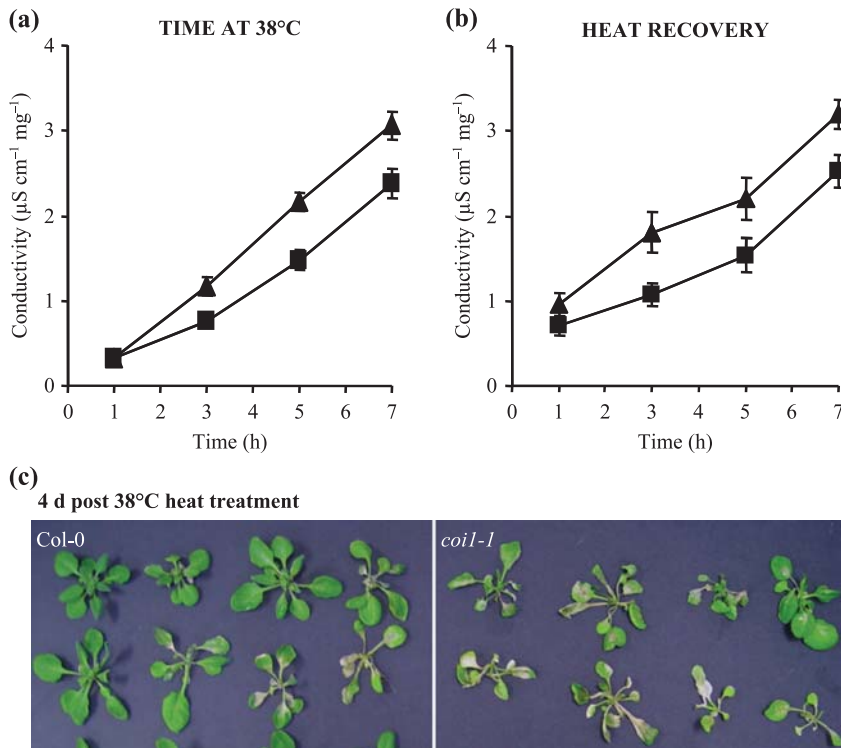 (a)
TIME AT 38°C
4
3
2
1
0
0 1 2 3 4 5 6 7
Conductivity (µS cm⁻¹ mg⁻¹)
Time (h)
(b)
HEAT RECOVERY
4
3
2
1
0
0 1 2 3 4 5 6 7
Conductivity (µS cm⁻¹ mg⁻¹)
Time (h)
(c)
4 d post 38°C heat treatment
Col-0
coi1-1